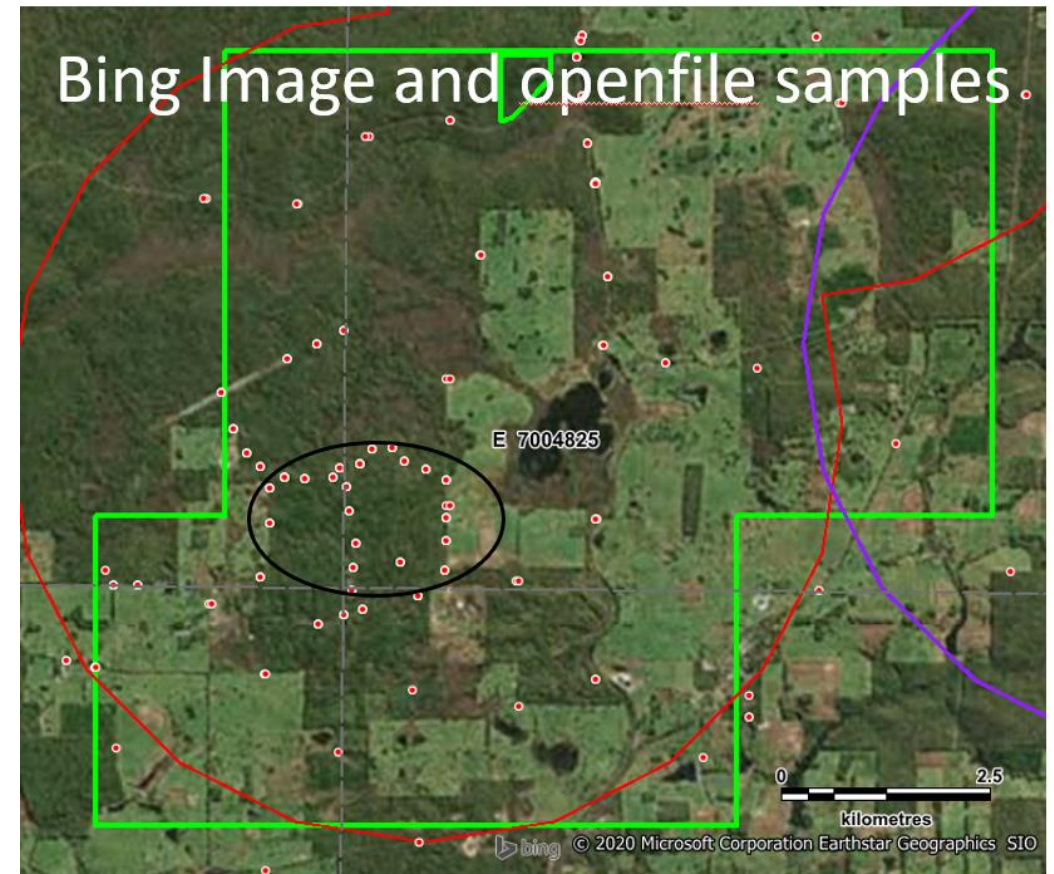 Bing Image and openfile samples
E 7004825
0 2.5
kilometres
bing © 2020 Microsoft Corporation Earthstar Geographics SIO